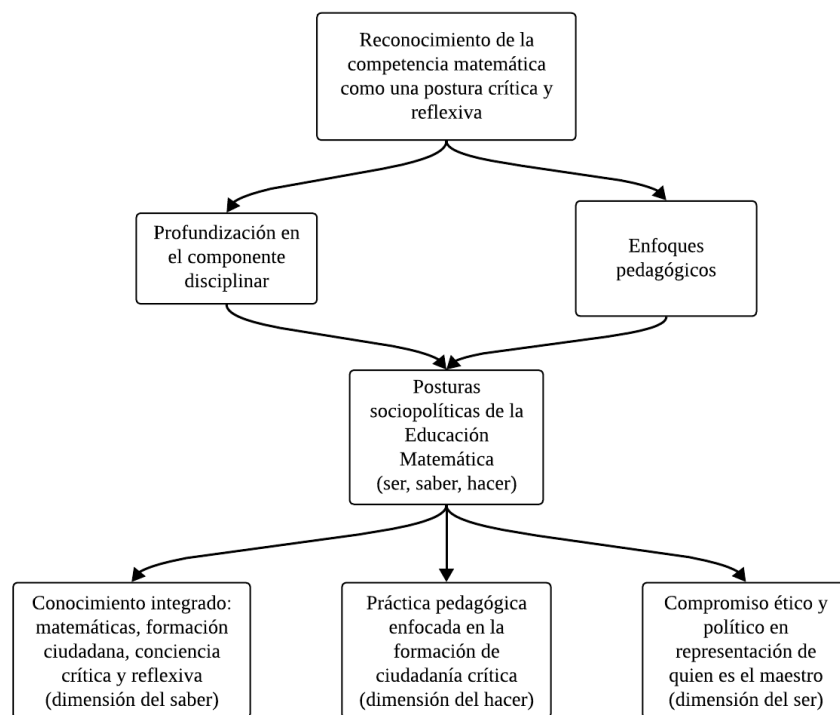 Reconocimiento de la
competencia matemática
como una postura crítica y
reflexiva
Profundización en
el componente
disciplinar
Enfoques
pedagógicos
Posturas
sociopolíticas de la
Educación
Matemática
(ser, saber, hacer)
Conocimiento integrado:
matemáticas, formación
ciudadana, conciencia
crítica y reflexiva
(dimensión del saber)
Práctica pedagógica
enfocada en la
formación de
ciudadanía crítica
(dimensión del hacer)
Compromiso ético y
político en
representación de
quien es el maestro
(dimensión del ser)